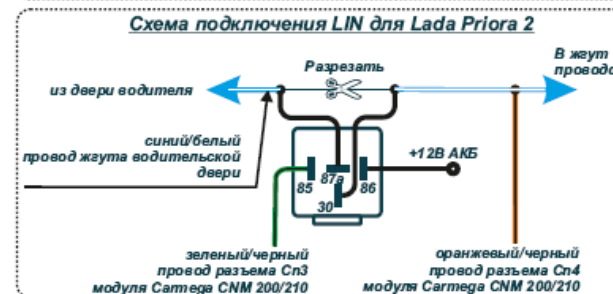 Схема подключения LIN для Lada Priora 2
В жгут
из двери водителя
Разрезать
синий/белый
провод жгута водительской
двери
+12В АКБ
87а
85
86
30
зеленый/черный
провод разъема Сп3
модуля Carmega CNM 200/210
оранжевый/черный
провод разъема Сп4
модуля Carmega CNM 200/210